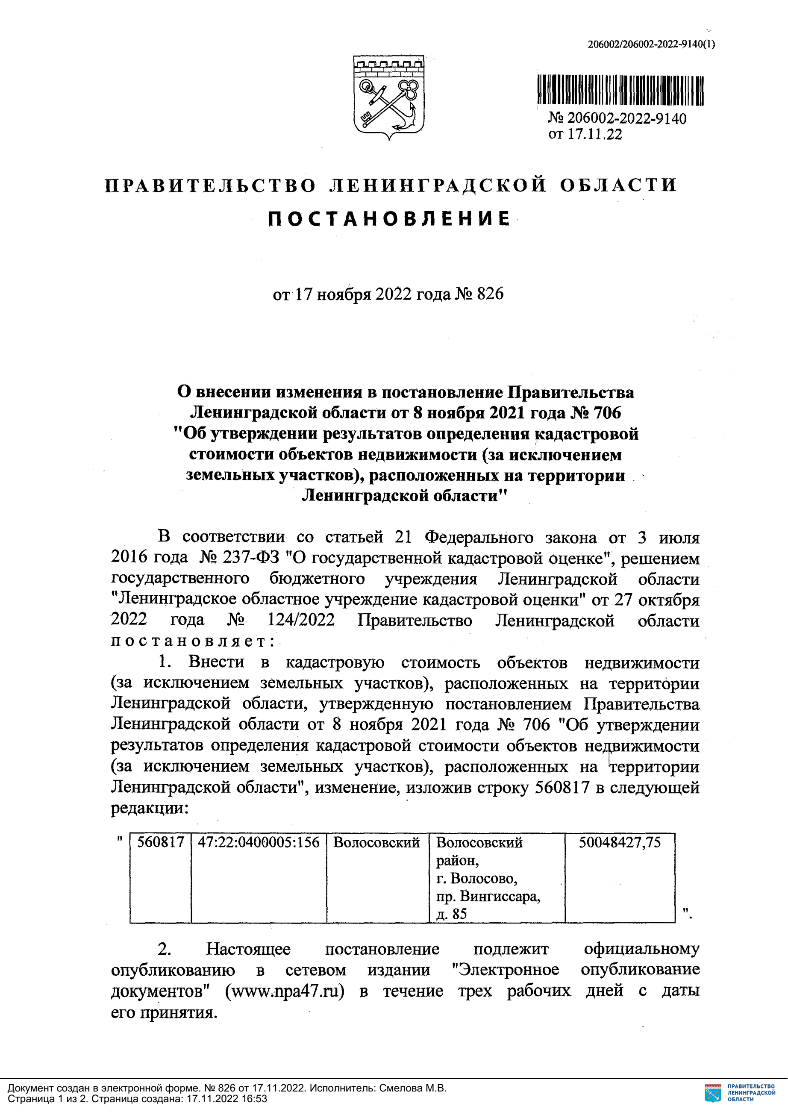 206002/206002-2022-9140(1)
№ 206002-2022-9140
от 17.11.22
ПРАВИТЕЛЬСТВО ЛЕНИНГРАДСКОЙ ОБЛАСТИ
ПОСТАНОВЛЕНИЕ
от 17 ноября 2022 года № 826
О внесении изменения в постановление Правительства
Ленинградской области от 8 ноября 2021 года № 706
"Об утверждении результатов определения кадастровой
стоимости объектов недвижимости (за исключением
земельных участков), расположенных на территории
Ленинградской области"
В соответствии со статьей 21 Федерального закона от 3 июля
2016 года № 237-ФЗ "О государственной кадастровой оценке", решением
государственного бюджетного учреждения Ленинградской области
"Ленинградское областное учреждение кадастровой оценки" от 27 октября
2022 года № 124/2022 Правительство Ленинградской области
постановляет:
1. Внести в кадастровую стоимость объектов недвижимости
(за исключением земельных участков), расположенных на территории
Ленинградской области, утвержденную постановлением Правительства
Ленинградской области от 8 ноября 2021 года № 706 "Об утверждении
результатов определения кадастровой стоимости объектов недвижимости
(за исключением земельных участков), расположенных на территории
Ленинградской области", изменение, изложив строку 560817 в следующей
редакции:
" 560817 47:22:0400005:156 Волосовский Волосовский 50048427,75
район,
г. Волосово,
пр. Вингиссара,
д. 85 ".
2. Настоящее постановление подлежит официальному
опубликованию в сетевом издании "Электронное опубликование
документов" (www.npa47.ru) в течение трех рабочих дней с даты
его принятия.
Документ создан в электронной форме. № 826 от 17.11.2022. Исполнитель: Смелова М.В.
Страница 1 из 2. Страница создана: 17.11.2022 16:53
ПРАВИТЕЛЬСТВО
ЛЕНИНГРАДСКОЙ
ОБЛАСТИ